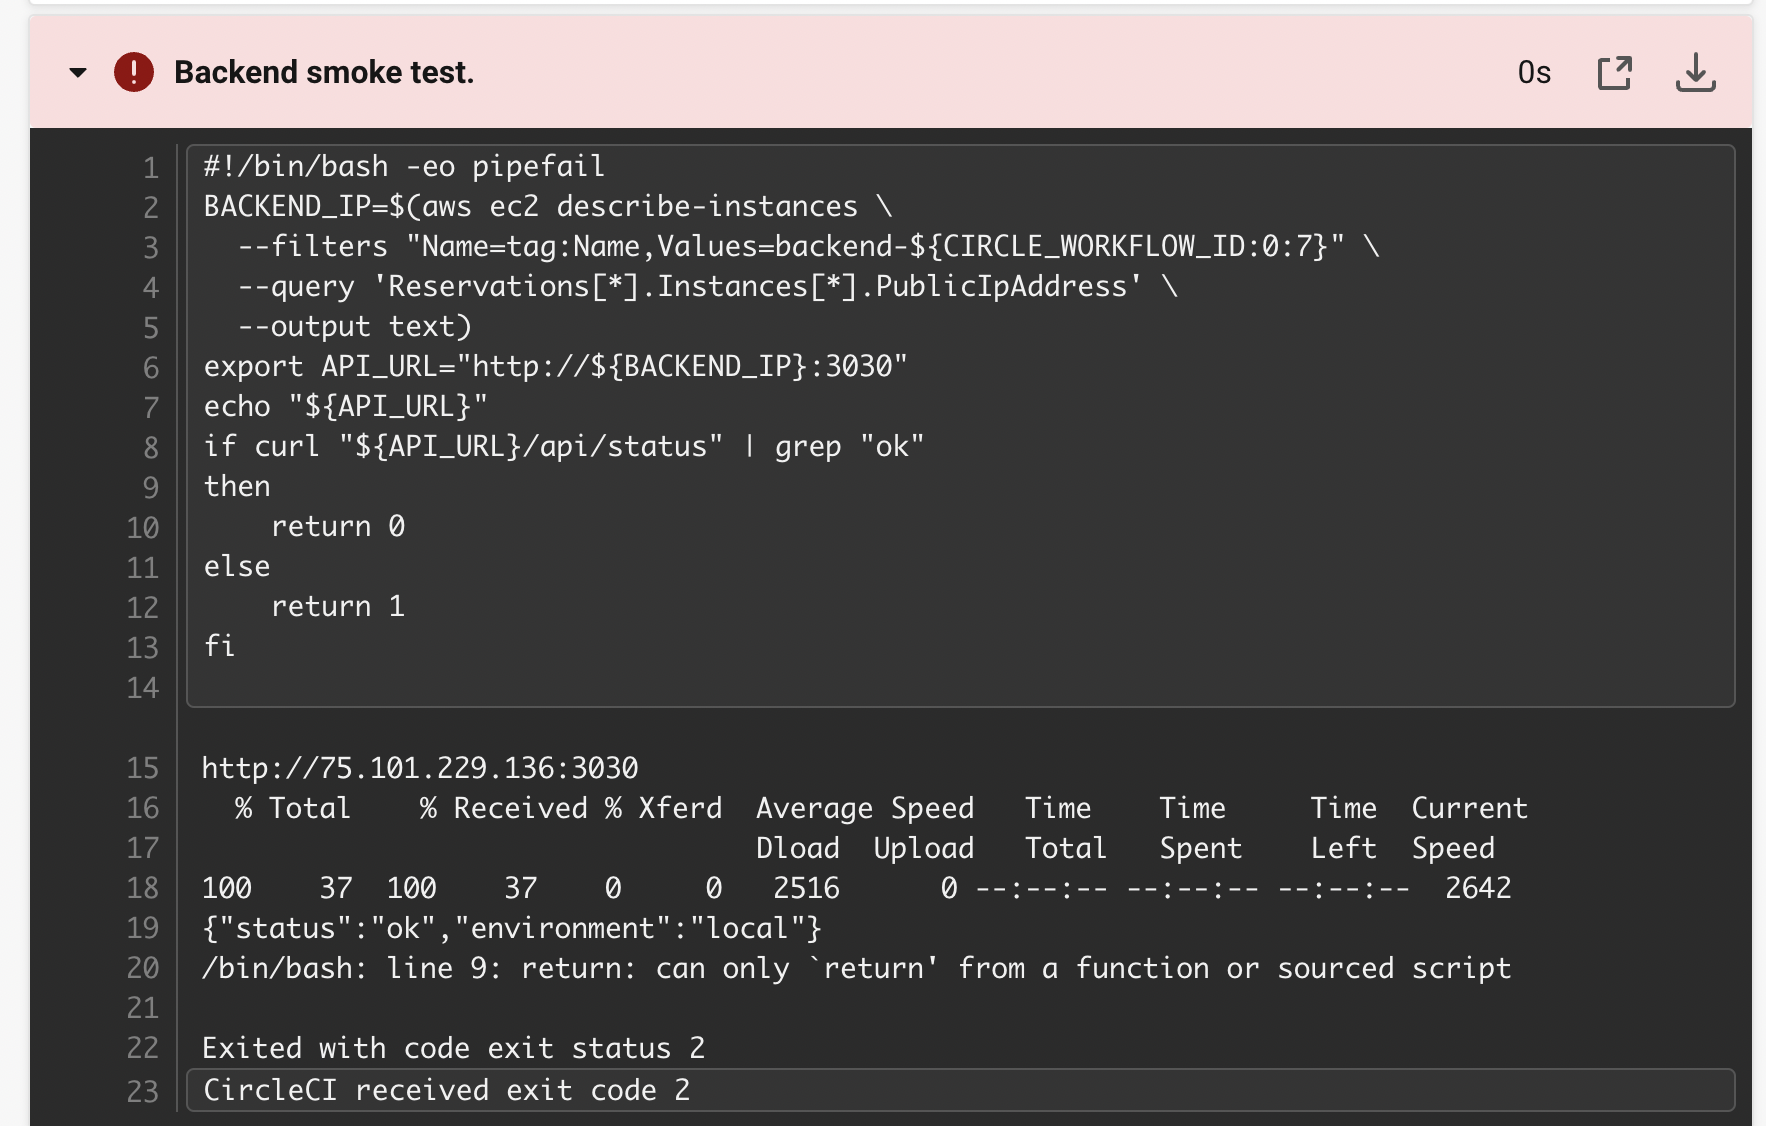 Backend smoke test.
0s
1 #!/bin/bash -eo pipefail
2 BACKEND_IP=$(aws ec2 describe-instances \
3   --filters "Name=tag:Name,Values=backend-${CIRCLE_WORKFLOW_ID:0:7}" \
4   --query 'Reservations[*].Instances[*].PublicIpAddress' \
5   --output text)
6 export API_URL="http://${BACKEND_IP}:3030"
7 echo "${API_URL}"
8 if curl "${API_URL}/api/status" | grep "ok"
9 then
10     return 0
11 else
12     return 1
13 fi
14
15 http://75.101.229.136:3030
16   % Total    % Received % Xferd  Average Speed   Time    Time     Time  Current
17                                  Dload  Upload   Total   Spent    Left  Speed
18 100    37  100    37    0     0   2516      0 --:--:-- --:--:-- --:--:--  2642
19 {"status":"ok","environment":"local"}
20 /bin/bash: line 9: return: can only `return' from a function or sourced script
21
22 Exited with code exit status 2
23 CircleCI received exit code 2